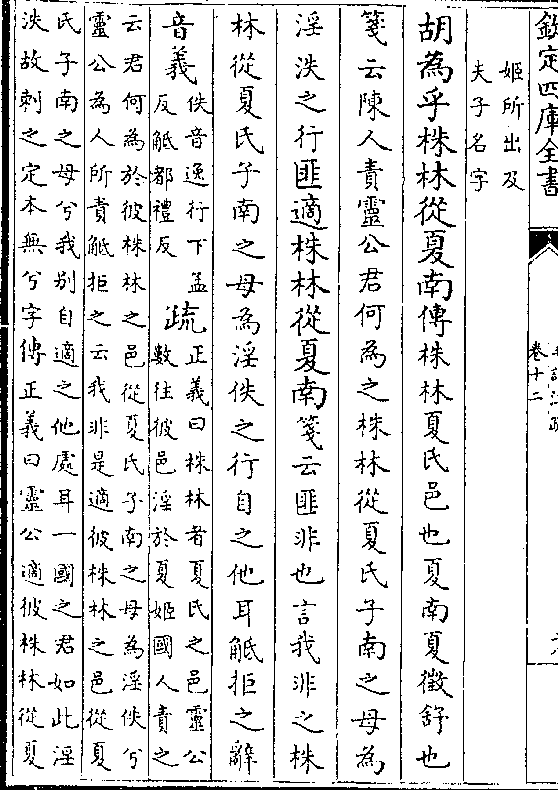 欽定四庫全書
卷十二
姬所出及
夫子名字
胡為乎株林從夏南傳株林夏氏邑也夏南夏徵舒也
箋云陳人責靈公君何為之株林從夏氏子南之母為
淫泆之行匪適株林從夏南箋云匪非也言我非之株
林從夏氏子南之母為淫佚之行自之他耳觝拒之辭
音義
佚音逸行下孟
反觝都禮反
疏
正義曰株林者夏氏之邑靈公
數往彼邑淫於夏姬國人責之
云君何為於彼株林之邑從夏氏子南之母為淫佚兮
靈公為人所責觝拒之云我非是適彼株林之邑從夏
氏子南之母兮我别自適之他處耳一國之君如此淫
泆故刺之定本無兮字傳正義曰靈公適彼株林從夏